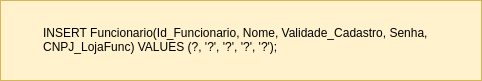 INSERT Funcionario(Id_Funcionario, Nome, Validade_Cadastro, Senha,
CNPJ_LojaFunc) VALUES (?, '?', '?', '?', '?');